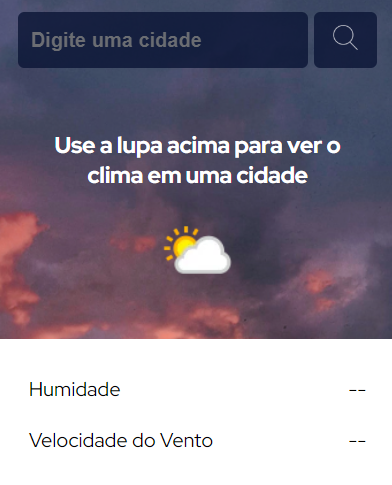 Digite uma cidade
Use a lupa acima para ver o
clima em uma cidade
Humidade --
Velocidade do Vento --